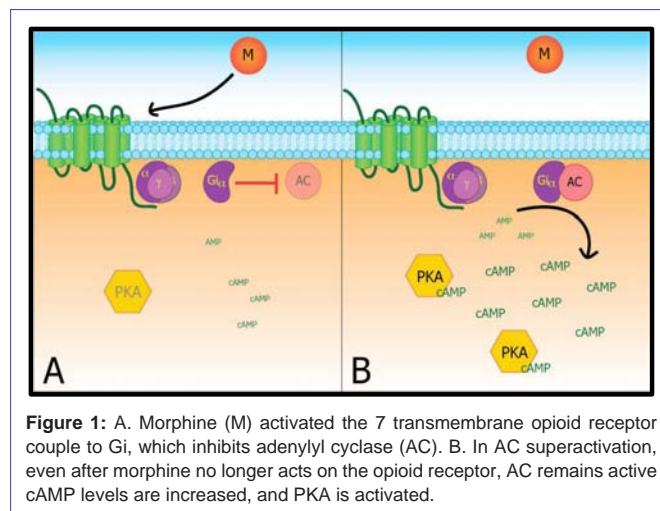 M
M
α
γ
Giα
AC
AMP
cAMP
cAMP
cAMP
PKA
A
α
γ
Giα
AC
AMP
AMP
AMP
cAMP
cAMP
cAMP
cAMP
cAMP
cAMP
cAMP
PKA
cAMP
PKA
cAMP
B
Figure 1: A. Morphine (M) activated the 7 transmembrane opioid receptor
couple to Gi, which inhibits adenylyl cyclase (AC). B. In AC superactivation,
even after morphine no longer acts on the opioid receptor, AC remains active
cAMP levels are increased, and PKA is activated.